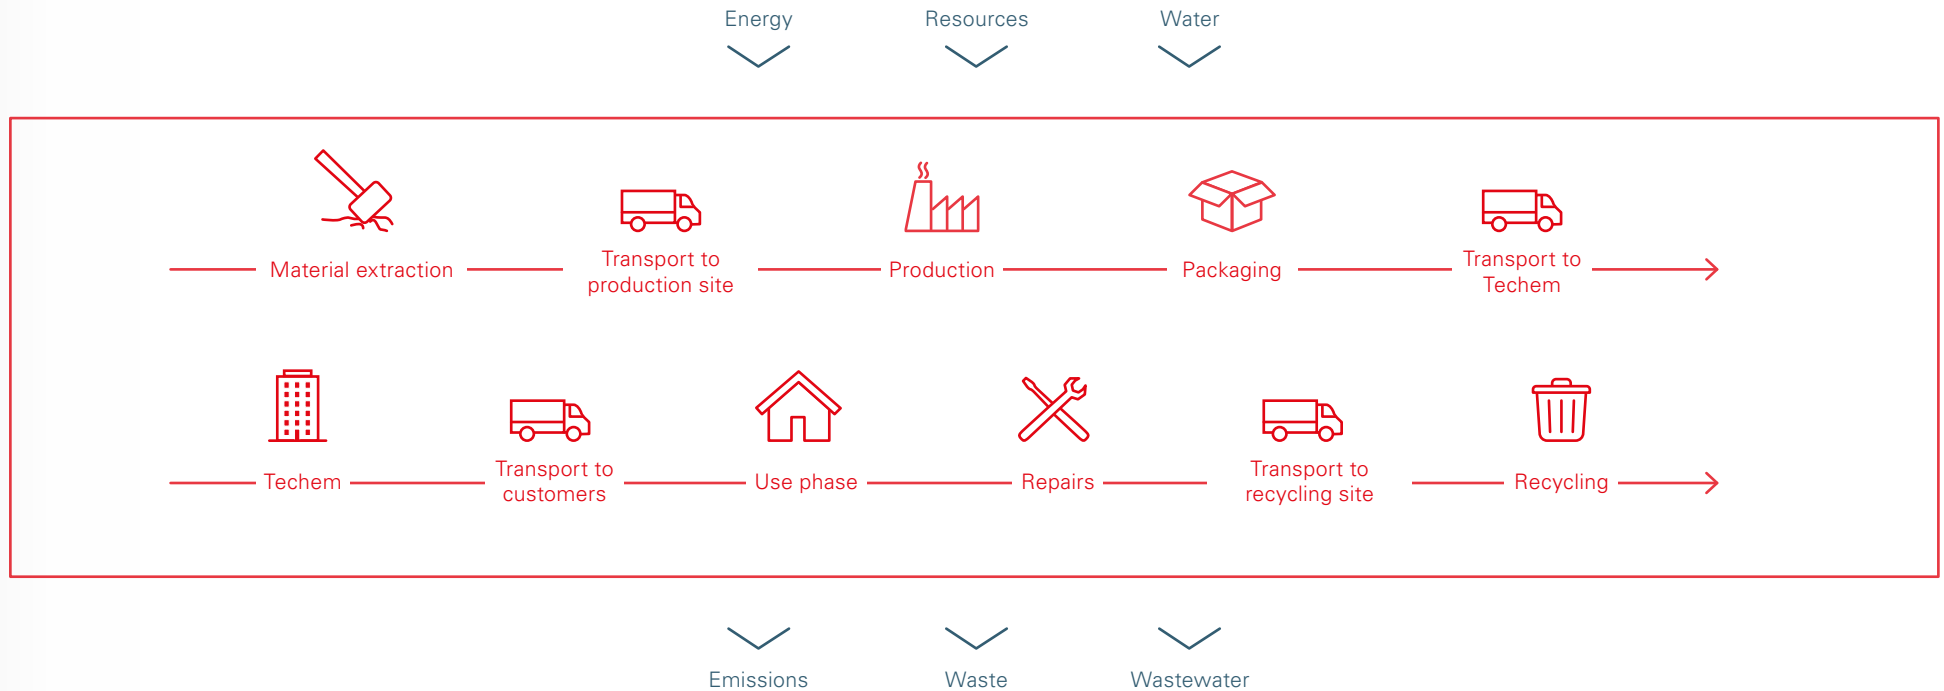 Energy
Resources
Water
Material extraction
Transport to
production site
Production
Packaging
Transport to
Techem
Techem
Transport to
customers
Use phase
Repairs
Transport to
recycling site
Recycling
Emissions
Waste
Wastewater